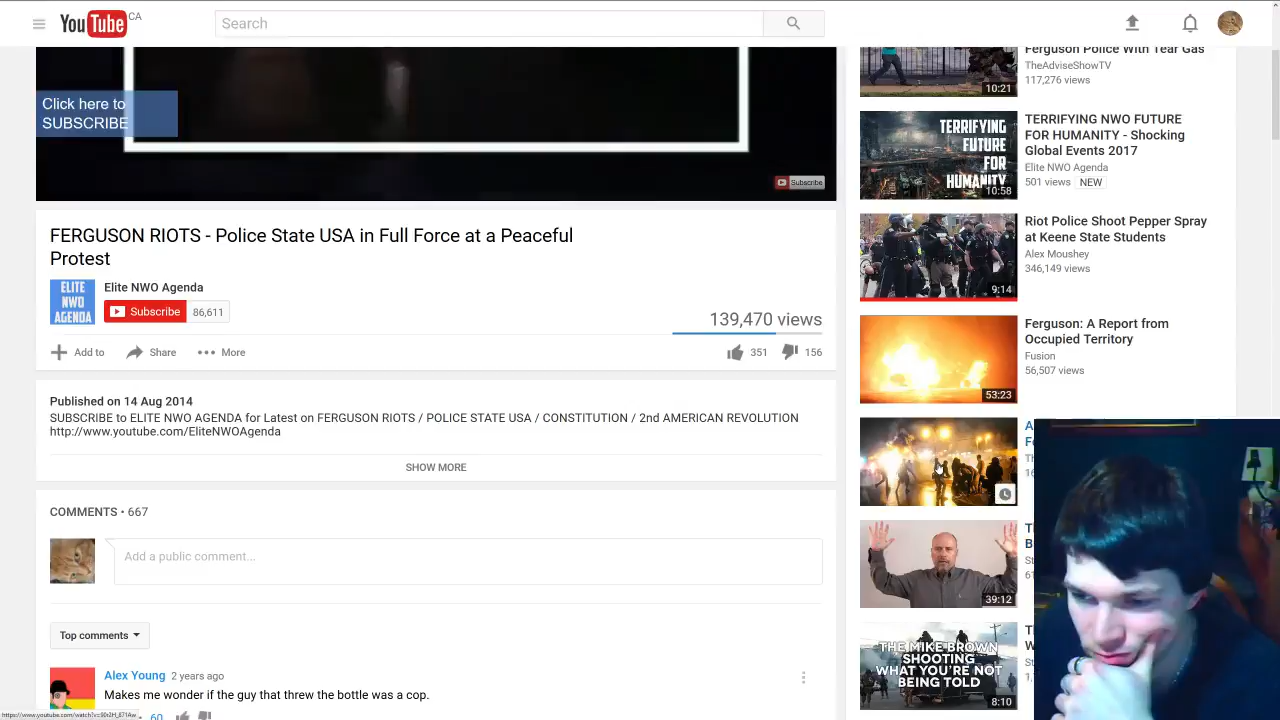 YouTube CA
Search
Click here to
SUBSCRIBE
Subscribe
FERGUSON RIOTS - Police State USA in Full Force at a Peaceful
Protest
ELITE
NWO
AGENDA
Elite NWO Agenda
Subscribe 86,611
139,470 views
Add to Share More
351 156
Published on 14 Aug 2014
SUBSCRIBE to ELITE NWO AGENDA for Latest on FERGUSON RIOTS / POLICE STATE USA / CONSTITUTION / 2nd AMERICAN REVOLUTION
http://www.youtube.com/EliteNWOAgenda
SHOW MORE
COMMENTS • 667
Add a public comment...
Top comments
Alex Young 2 years ago
Makes me wonder if the guy that threw the bottle was a cop.
60
Ferguson Police With Tear Gas
TheAdviseShowTV
117,276 views
10:21
TERRIFYING
FUTURE
FOR
HUMANITY
10:58
TERRIFYING NWO FUTURE
FOR HUMANITY - Shocking
Global Events 2017
Elite NWO Agenda
501 views NEW
9:14
Riot Police Shoot Pepper Spray
at Keene State Students
Alex Moushey
346,149 views
53:23
Ferguson: A Report from
Occupied Territory
Fusion
56,507 views
39:12
THE MIKE BROWN
SHOOTING
WHAT YOU'RE NOT
BEING TOLD
8:10